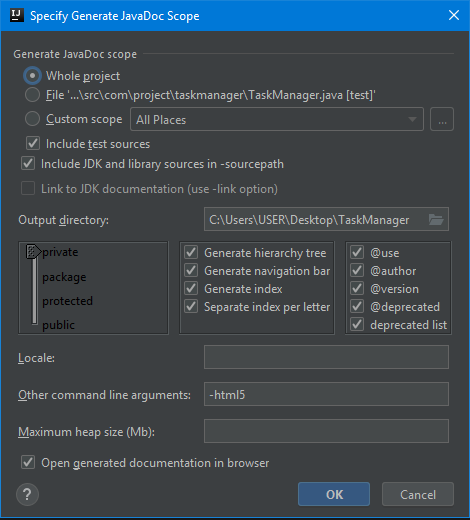 Specify Generate JavaDoc Scope
Generate JavaDoc scope
Whole project
File '...\src\com\project\taskmanager\TaskManager.java [test]'
Custom scope All Places ...
Include test sources
Include JDK and library sources in -sourcepath
Link to JDK documentation (use -link option)
Output directory: C:\Users\USER\Desktop\TaskManager
private
package
protected
public
Generate hierarchy tree
Generate navigation bar
Generate index
Separate index per letter
@use
@author
@version
@deprecated
deprecated list
Locale:
Other command line arguments: -html5
Maximum heap size (Mb):
Open generated documentation in browser
? OK Cancel